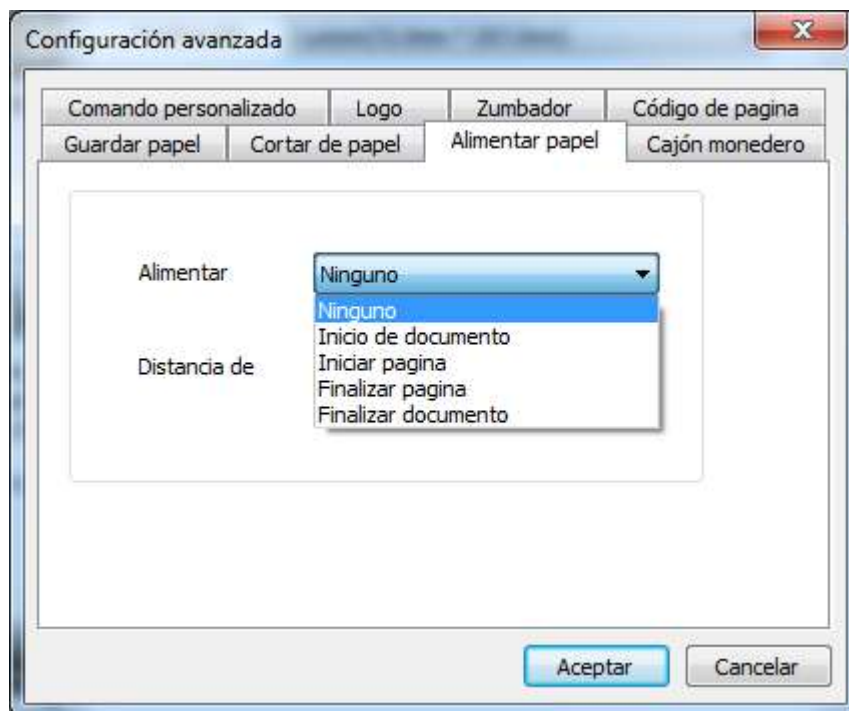 Configuración avanzada
Comando personalizado Logo Zumbador Código de pagina
Guardar papel Cortar de papel Alimentar papel Cajón monedero
Alimentar Ninguno
Ninguno
Inicio de documento
Distancia de Iniciar pagina
Finalizar pagina
Finalizar documento
Aceptar Cancelar